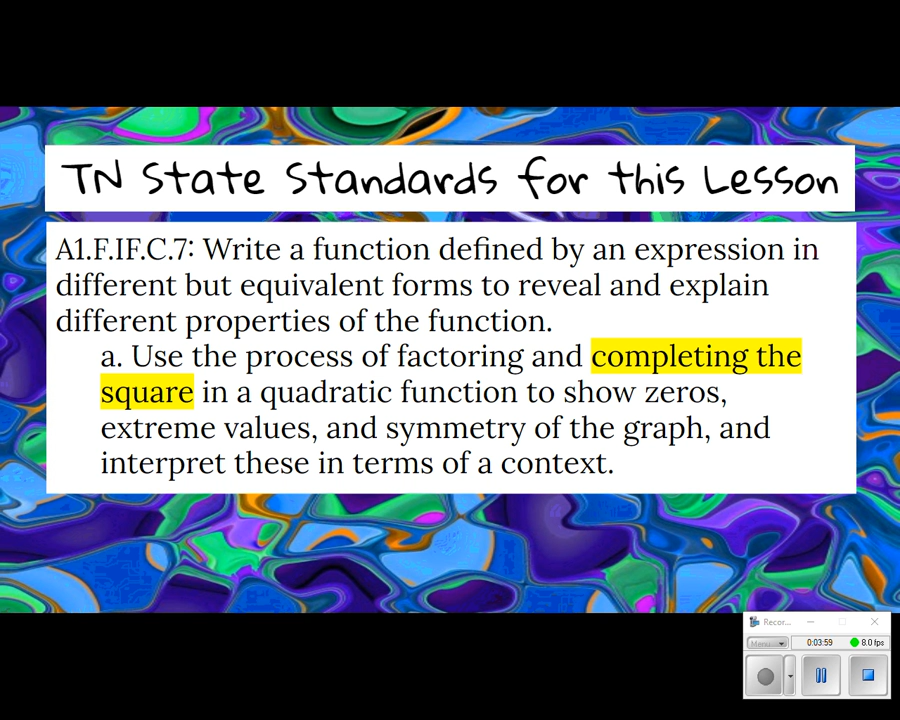 TN State Standards for this Lesson
A1.F.IF.C.7: Write a function defined by an expression in
different but equivalent forms to reveal and explain
different properties of the function.
a. Use the process of factoring and completing the
square in a quadratic function to show zeros,
extreme values, and symmetry of the graph, and
interpret these in terms of a context.
Recor...
Menu... 0:03:59 8.0 fps